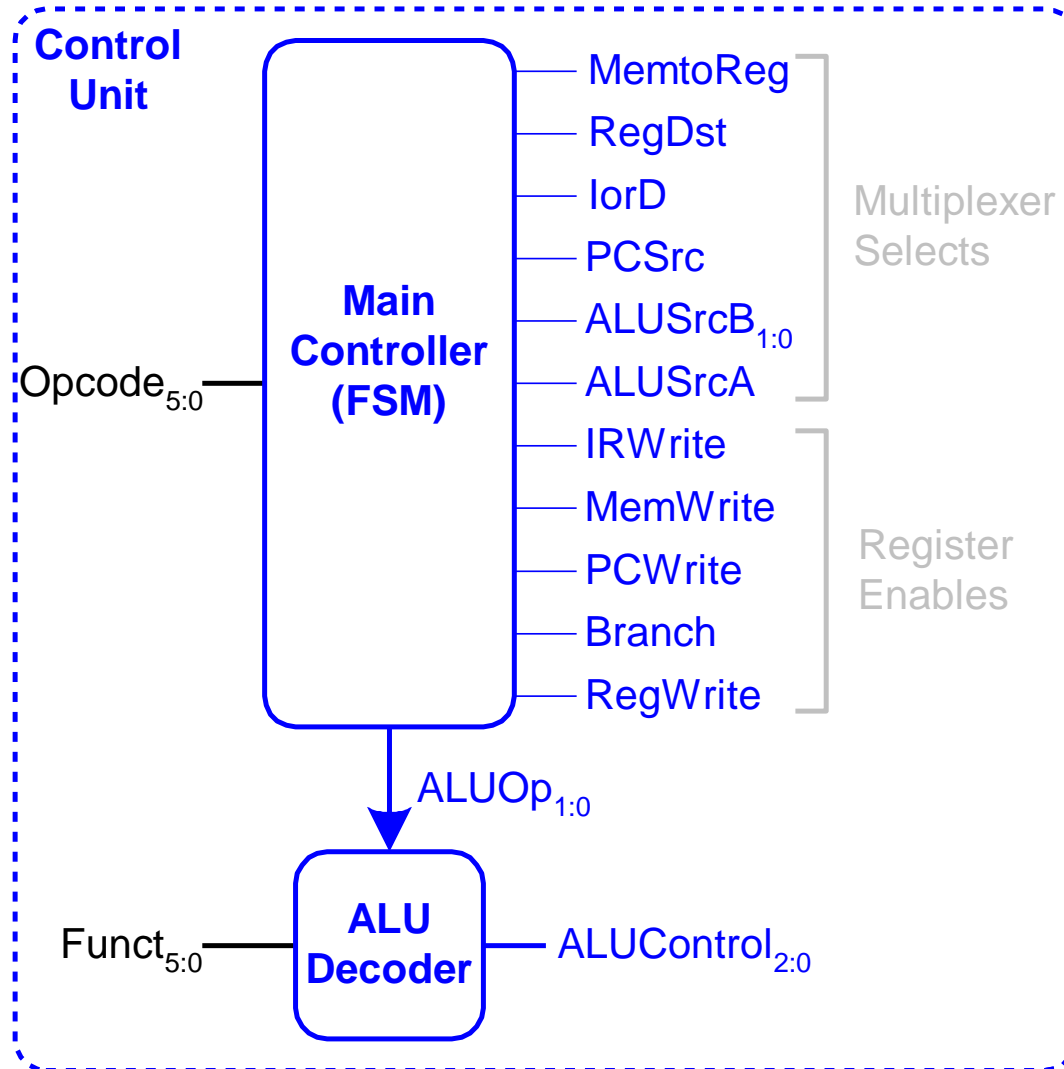 Control
Unit
MemtoReg
RegDst
IorD
PCSrc
ALUSrcB1:0
ALUSrcA
Multiplexer
Selects
Main
Controller
(FSM)
Opcode5:0
IRWrite
MemWrite
PCWrite
Branch
RegWrite
Register
Enables
ALUOp1:0
ALU
Decoder
Funct5:0
ALUControl2:0